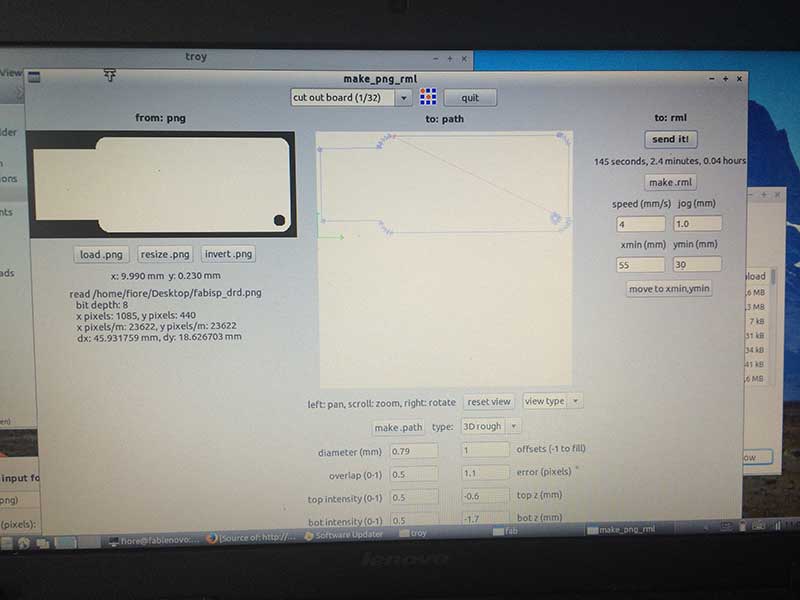 troy
View
make_png_rml
cut out board (1/32)
quit
from: png
to: path
to: rml
send it!
145 seconds, 2.4 minutes, 0.04 hours
make .rml
speed (mm/s) jog (mm)
4 1.0
xmin (mm) ymin (mm)
55 30
move to xmin,ymin
load .png resize .png invert .png
x: 9.990 mm y: 0.230 mm
read /home/fiore/Desktop/fabisp_drd.png
bit depth: 8
x pixels: 1085, y pixels: 440
x pixels/m: 23622, y pixels/m: 23622
dx: 45.931759 mm, dy: 18.626703 mm
left: pan, scroll: zoom, right: rotate reset view view type
make .path type: 3D rough
diameter (mm) 0.79 1 offsets (-1 to fill)
overlap (0-1) 0.5 1.1 error (pixels)
top intensity (0-1) 0.5 -0.6 top z (mm)
bot intensity (0-1) 0.5 -1.7 bot z (mm)
lder
ions
nts
ads
input fo
png)
(pixels):
load
,6 MB
,3 MB
7 kB
31 kB
34 kB
41 kB
,6 MB
ow
fiore@fablenovo: [Source of: http://... Software Updater troy fab make_png_rml
lenovo